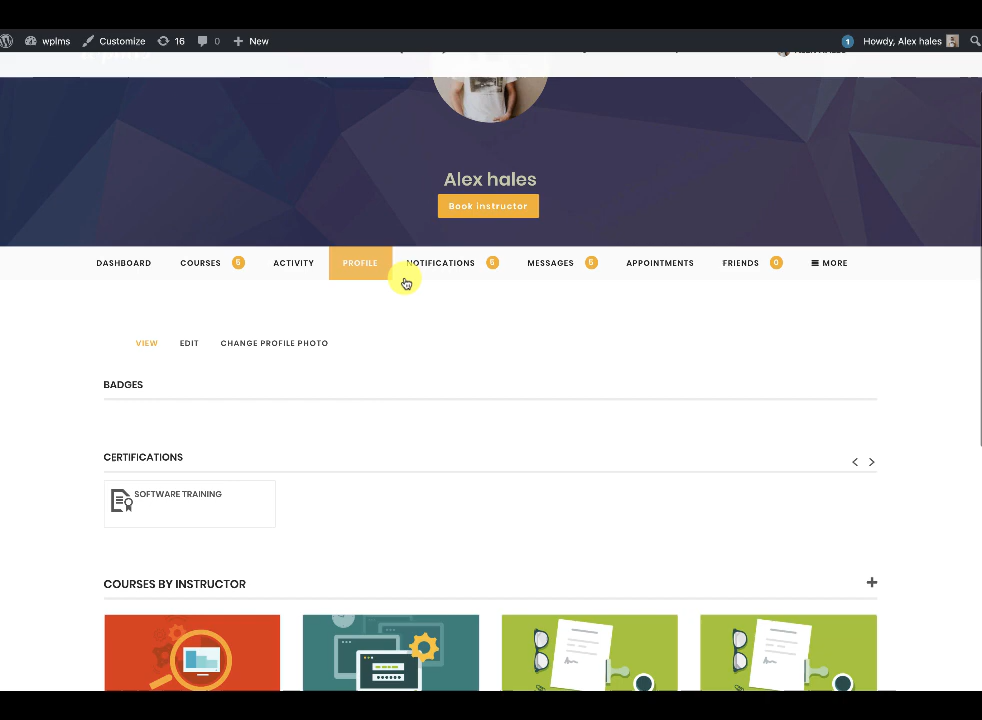 wplms Customize 16 0 New 1 Howdy, Alex hales
Alex hales
Book instructor
DASHBOARD COURSES 5 ACTIVITY PROFILE NOTIFICATIONS 5 MESSAGES 5 APPOINTMENTS FRIENDS 0 MORE
VIEW EDIT CHANGE PROFILE PHOTO
BADGES
CERTIFICATIONS
SOFTWARE TRAINING
COURSES BY INSTRUCTOR